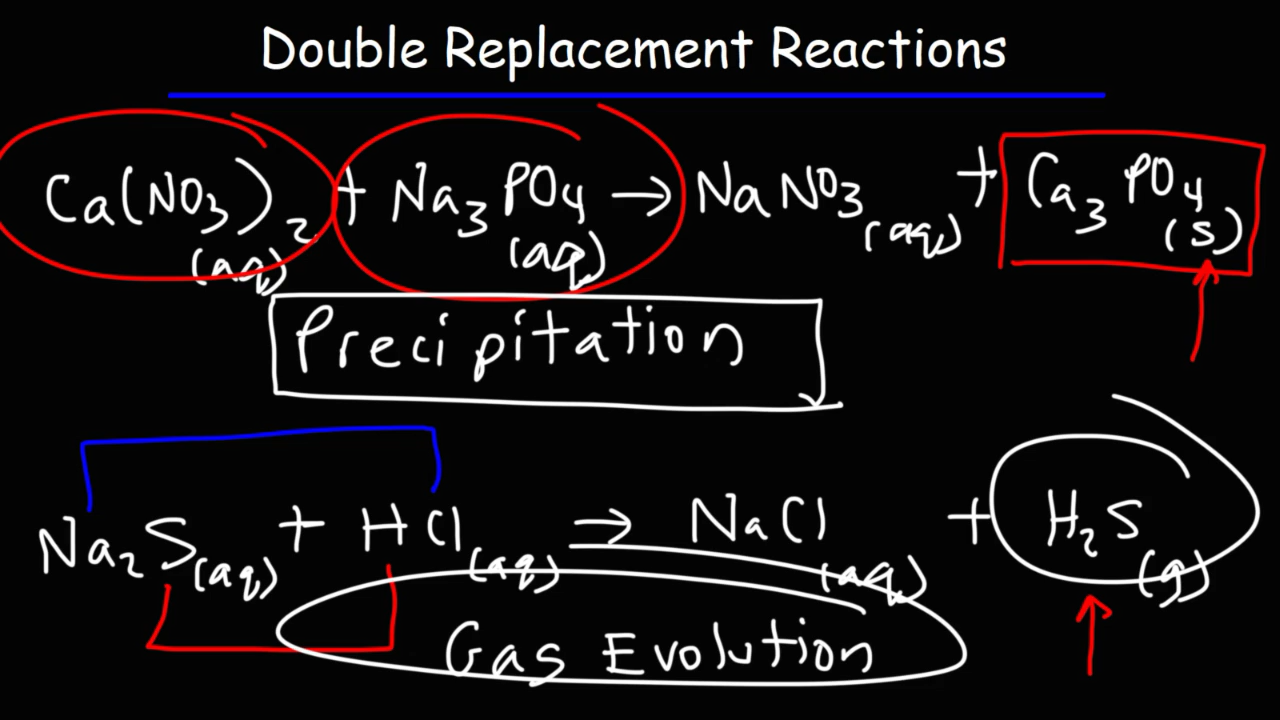 Double Replacement Reactions
Ca(NO₃)₂(aq) + Na₃PO₄(aq) → NaNO₃(aq) + Ca₃PO₄(s)
Precipitation
Na₂S(aq) + HCl(aq) → NaCl(aq) + H₂S(g)
Gas Evolution